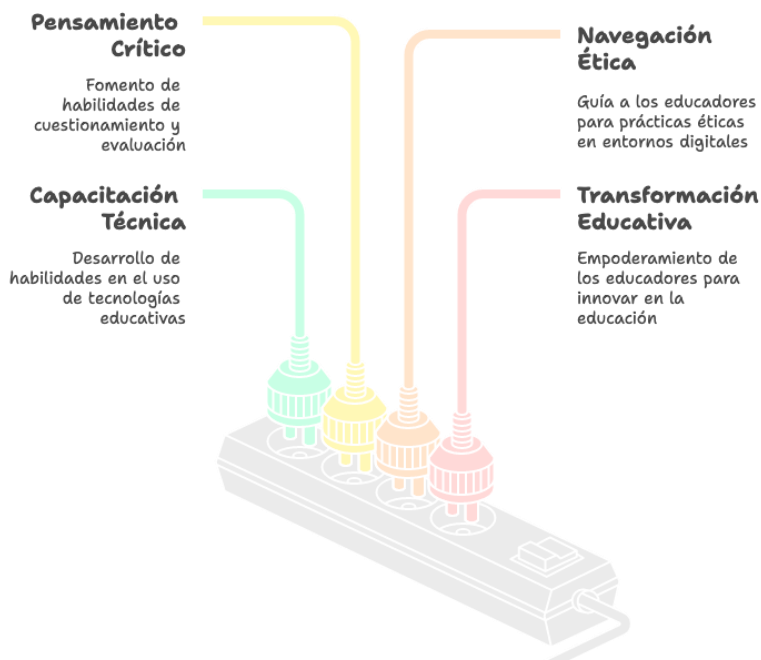 Pensamiento
Crítico
Fomento de
habilidades de
cuestionamiento y
evaluación
Capacitación
Técnica
Desarrollo de
habilidades en el uso
de tecnologías
educativas
Navegación
Ética
Guía a los educadores
para prácticas éticas
en entornos digitales
Transformación
Educativa
Empoderamiento de
los educadores para
innovar en la
educación